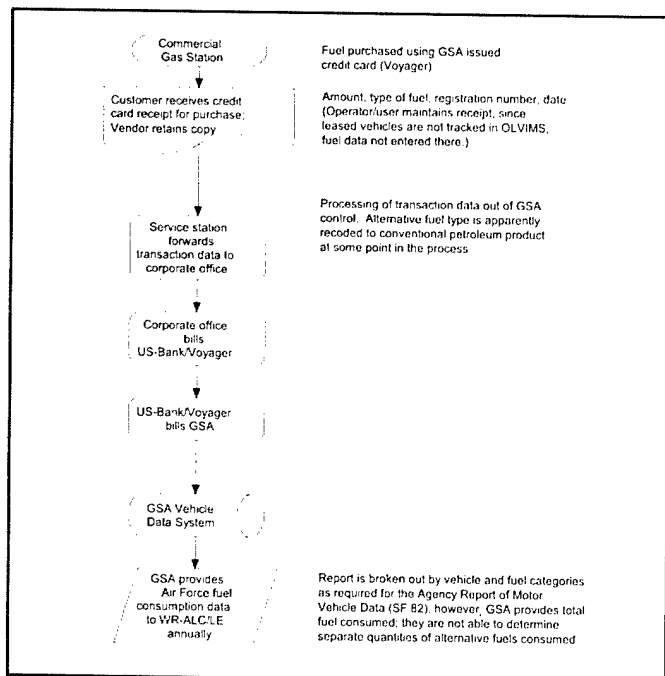 Commercial
Gas Station
Fuel purchased using GSA issued
credit card (Voyager)
Customer receives credit
card receipt for purchase;
Vendor retains copy
Amount, type of fuel, registration number, date
(Operator/user maintains receipt, since
leased vehicles are not tracked in OLVIMS,
fuel data not entered there.)
Service station
forwards
transaction data to
corporate office
Processing of transaction data out of GSA
control. Alternative fuel type is apparently
recoded to conventional petroleum product
at some point in the process
Corporate office
bills
US-Bank/Voyager
US-Bank/Voyager
bills GSA
GSA Vehicle
Data System
GSA provides
Air Force fuel
consumption data
to WR-ALC/LE
annually
Report is broken out by vehicle and fuel categories
as required for the Agency Report of Motor
Vehicle Data (SF 82), however, GSA provides total
fuel consumed; they are not able to determine
separate quantities of alternative fuels consumed